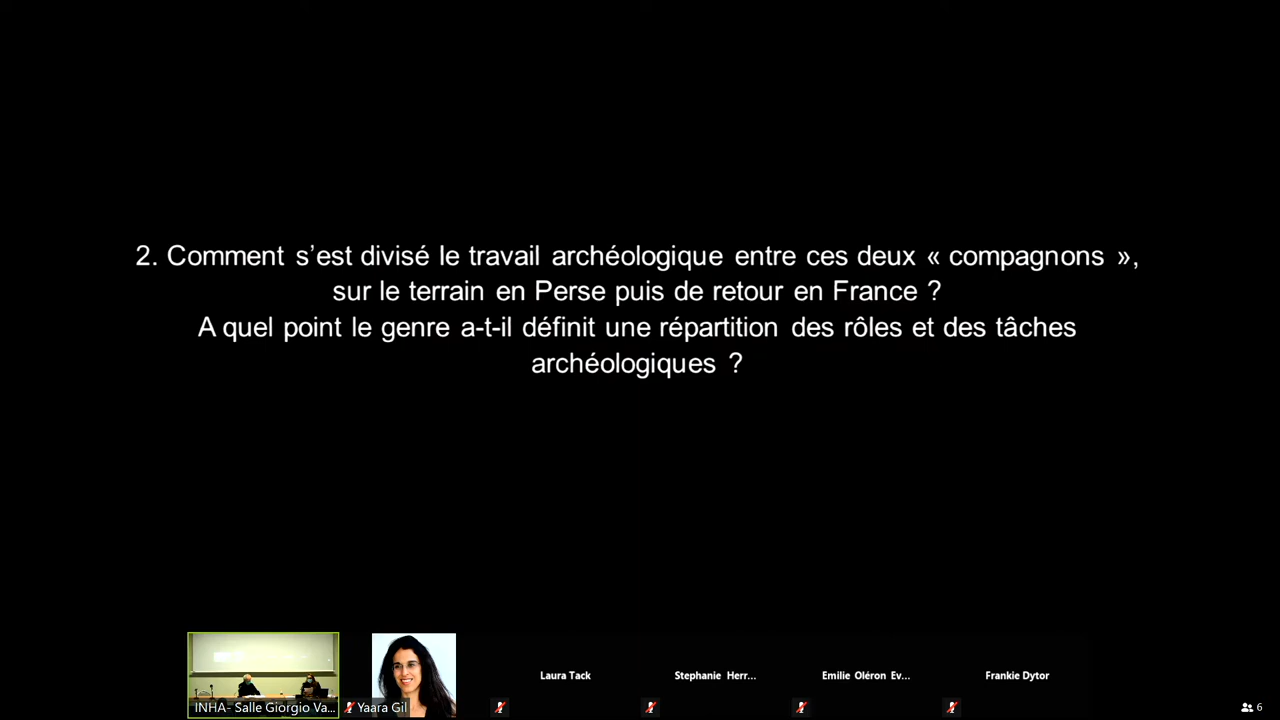 2. Comment s’est divisé le travail archéologique entre ces deux « compagnons »,
sur le terrain en Perse puis de retour en France ?
A quel point le genre a-t-il définit une répartition des rôles et des tâches
archéologiques ?
Laura Tack
Stephanie Herr...
Emilie Oléron Ev...
Frankie Dytor
INHA- Salle Giorgio Va...
Yaara Gil
6